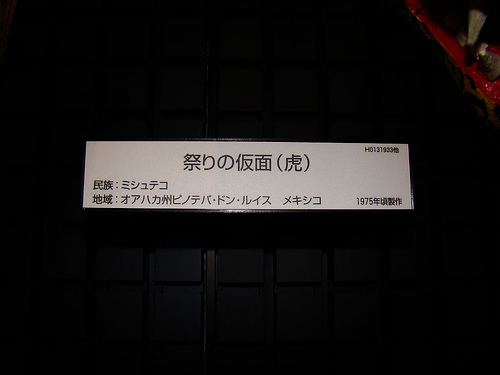 H0131933他
祭りの仮面(虎)
民族:ミシュテコ
地域:オアハカ州ピノテパ・ドン・ルイス　メキシコ　1975年頃製作